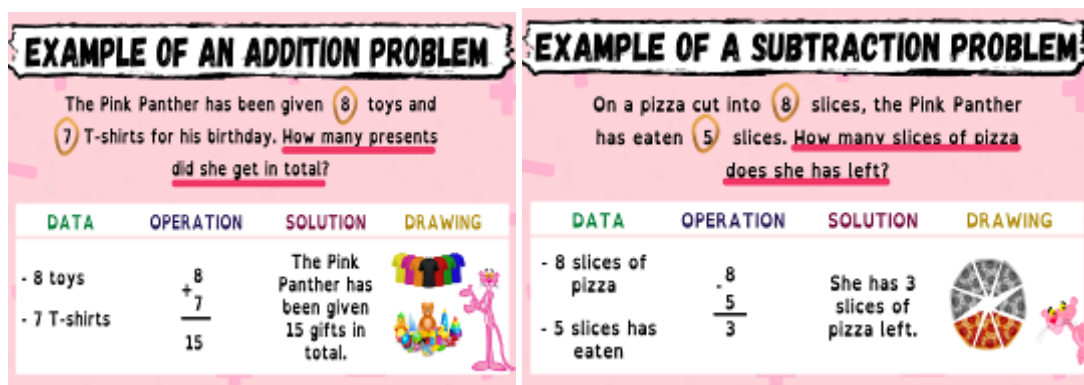 EXAMPLE OF AN ADDITION PROBLEM
The Pink Panther has been given 8 toys and
7 T-shirts for his birthday. How many presents
did she get in total?
DATA OPERATION SOLUTION DRAWING
- 8 toys
- 7 T-shirts
8
+
7
15
The Pink
Panther has
been given
15 gifts in
total.
EXAMPLE OF A SUBTRACTION PROBLEM
On a pizza cut into 8 slices, the Pink Panther
has eaten 5 slices. How many slices of pizza
does she has left?
DATA OPERATION SOLUTION DRAWING
- 8 slices of
pizza
- 5 slices has
eaten
8
-
5
3
She has 3
slices of
pizza left.